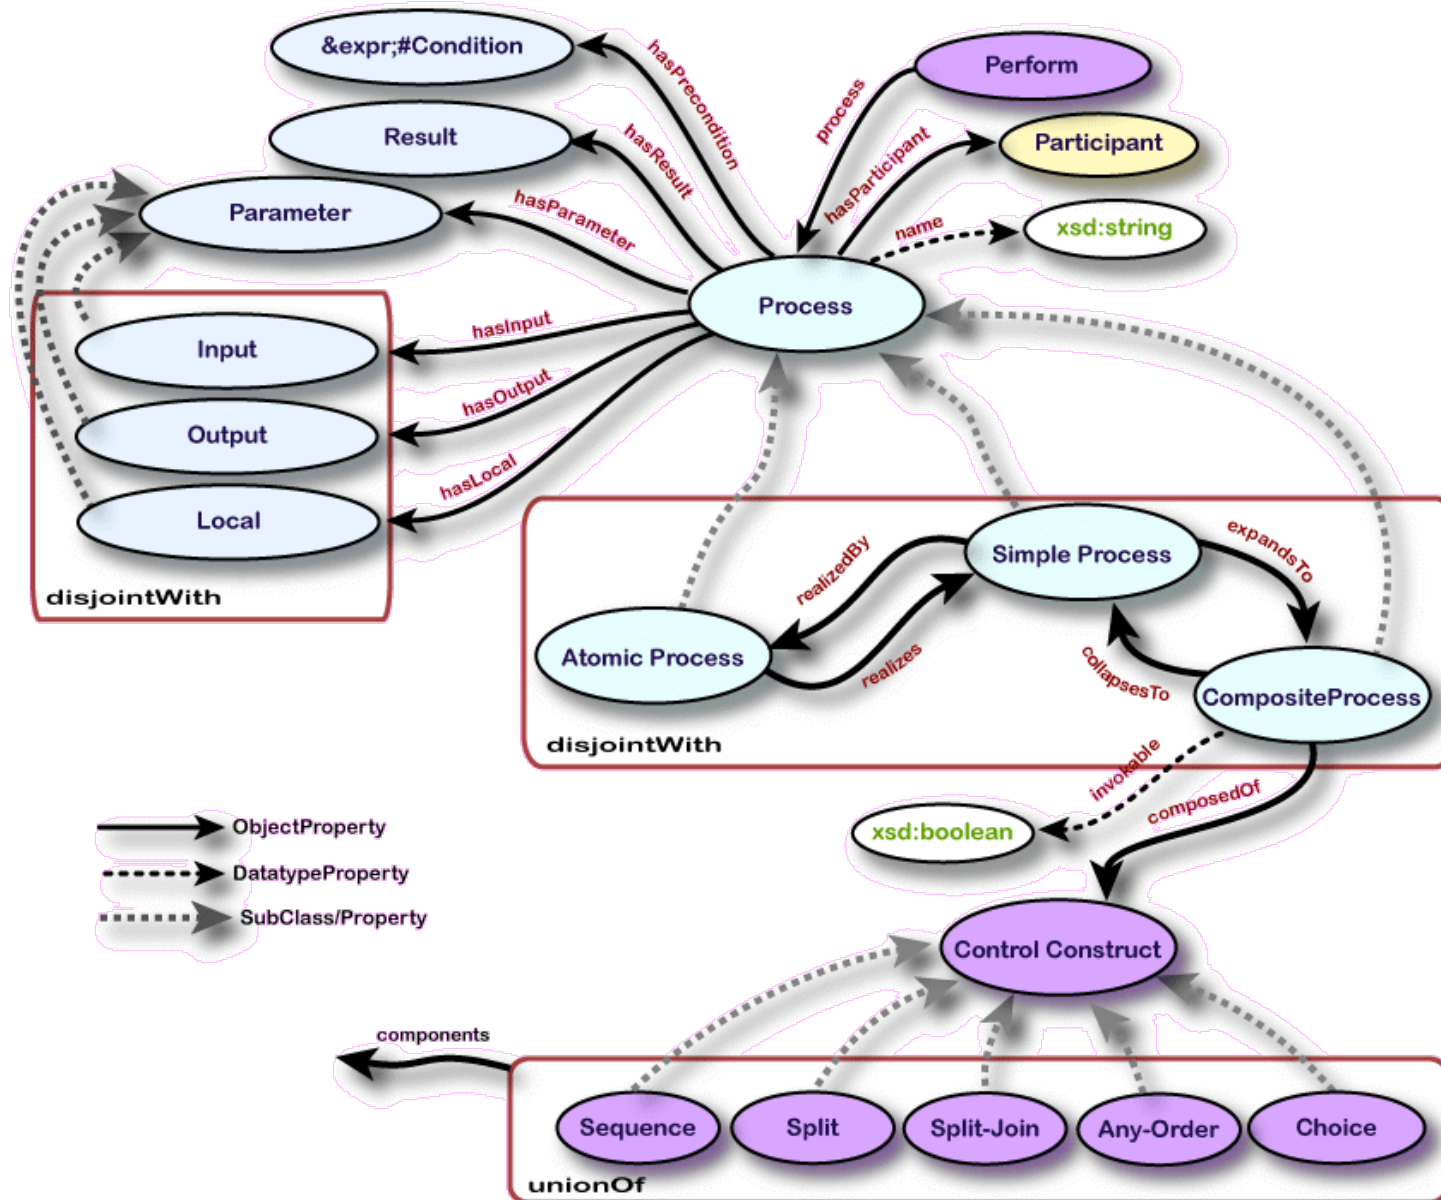 &expr;#Condition
hasPrecondition
Perform
process
Result
hasResult
hasParticipant
Participant
Parameter
hasParameter
name
xsd:string
Process
Input
hasInput
Output
hasOutput
Local
hasLocal
disjointWith
Simple Process
expandsTo
realizedBy
Atomic Process
realizes
collapsesTo
CompositeProcess
disjointWith
invokable
composedOf
xsd:boolean
ObjectProperty
DatatypeProperty
SubClass/Property
Control Construct
components
Sequence
Split
Split-Join
Any-Order
Choice
unionOf